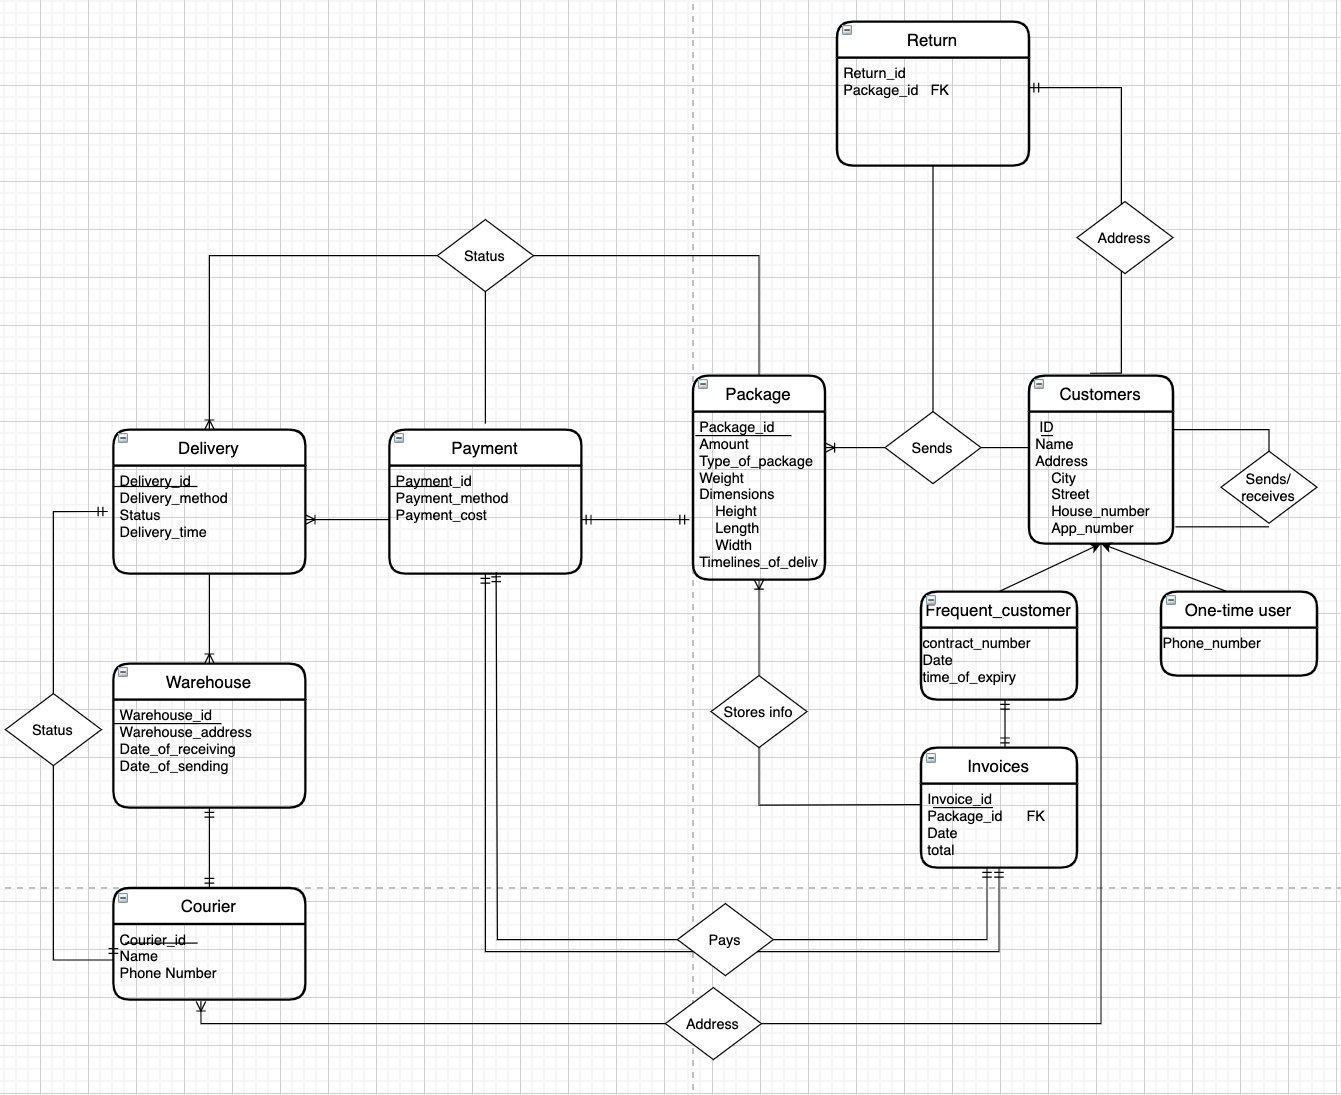 Return
Return_id
Package_id FK
Address
Status
Package
Package_id
Amount
Type_of_package
Weight
Dimensions
Height
Length
Width
Timelines_of_deliv
Sends
Customers
ID
Name
Address
City
Street
House_number
App_number
Sends/
receives
Delivery
Delivery_id
Delivery_method
Status
Delivery_time
Payment
Payment_id
Payment_method
Payment_cost
Frequent_customer
contract_number
Date
time_of_expiry
One-time user
Phone_number
Warehouse
Warehouse_id
Warehouse_address
Date_of_receiving
Date_of_sending
Status
Stores info
Invoices
Invoice_id
Package_id FK
Date
total
Courier
Courier_id
Name
Phone Number
Pays
Address